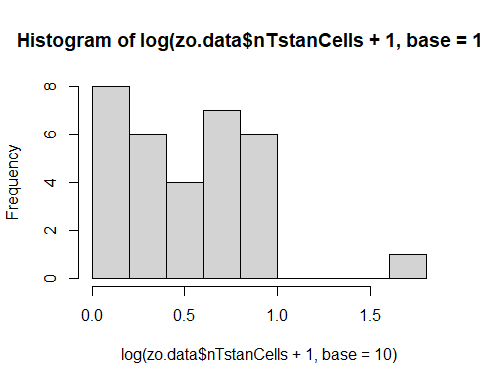 Histogram of log(zo.data$nTstanCells + 1, base = 1
8
6
4
2
0
Frequency
0.0 0.5 1.0 1.5
log(zo.data$nTstanCells + 1, base = 10)